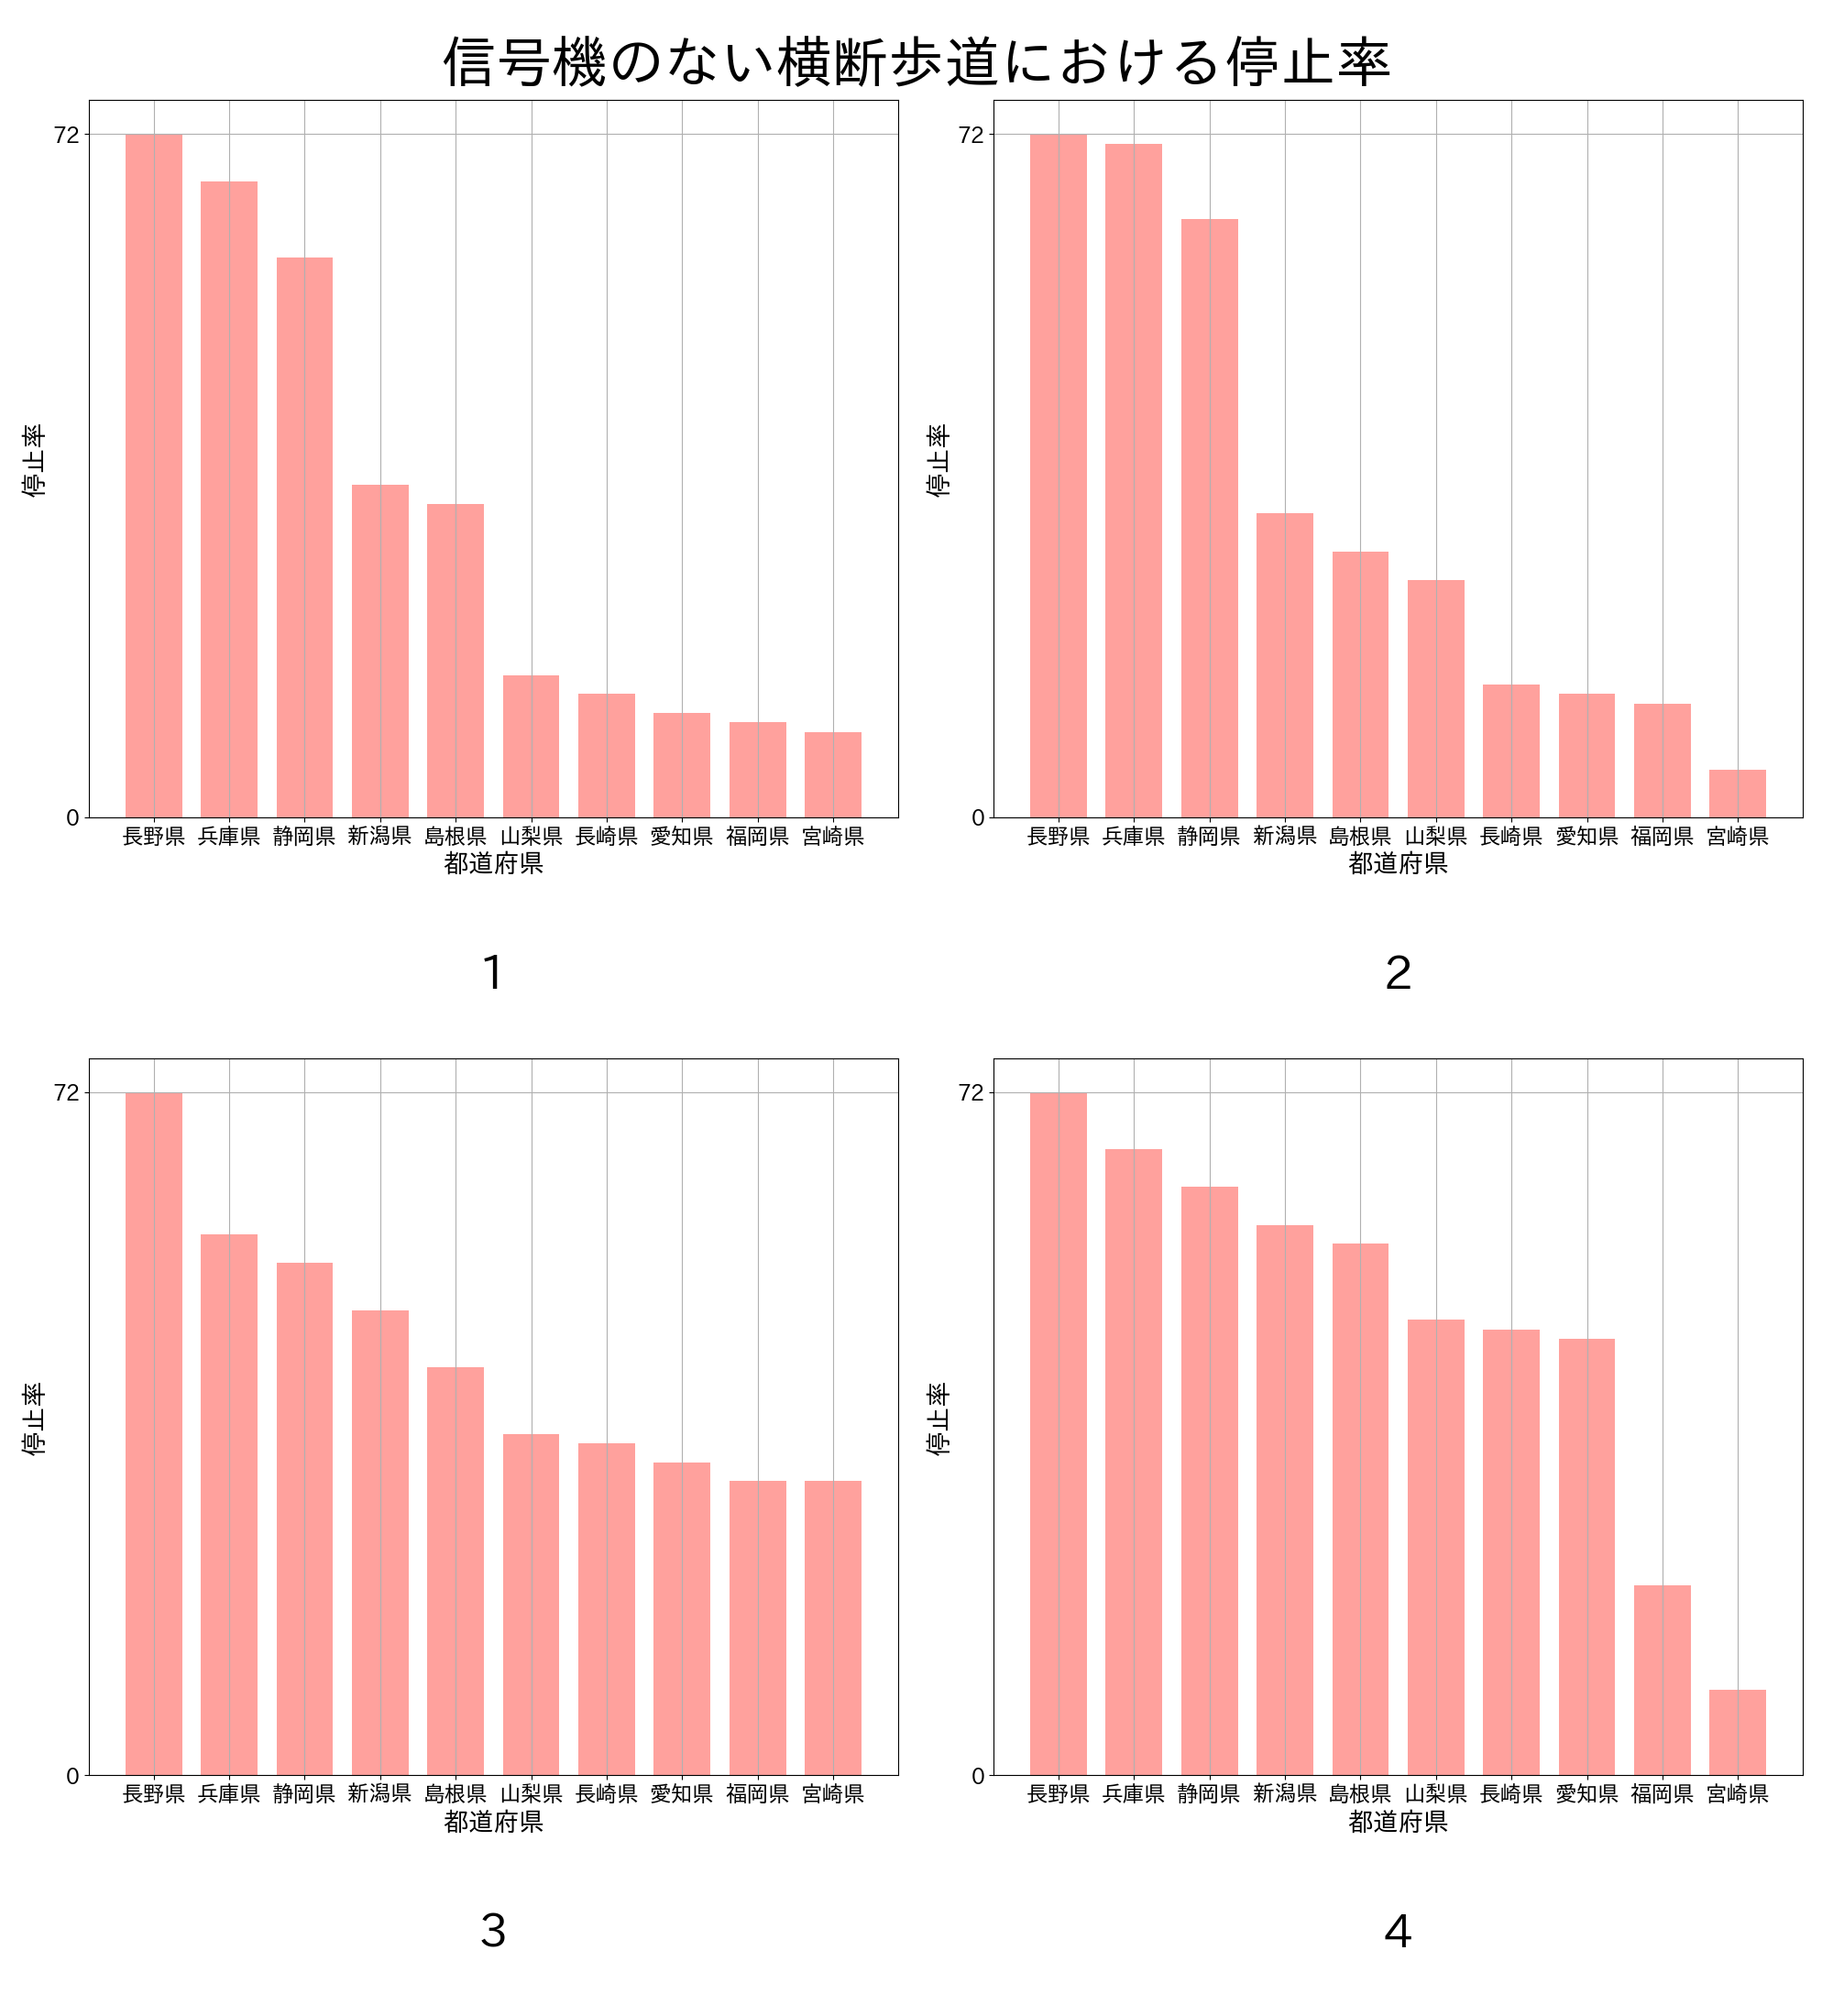 信号機のない横断歩道における停止率
72
停止率
0
長野県 兵庫県 静岡県 新潟県 島根県 山梨県 長崎県 愛知県 福岡県 宮崎県
都道府県
1
72
停止率
0
長野県 兵庫県 静岡県 新潟県 島根県 山梨県 長崎県 愛知県 福岡県 宮崎県
都道府県
2
72
停止率
0
長野県 兵庫県 静岡県 新潟県 島根県 山梨県 長崎県 愛知県 福岡県 宮崎県
都道府県
3
72
停止率
0
長野県 兵庫県 静岡県 新潟県 島根県 山梨県 長崎県 愛知県 福岡県 宮崎県
都道府県
4